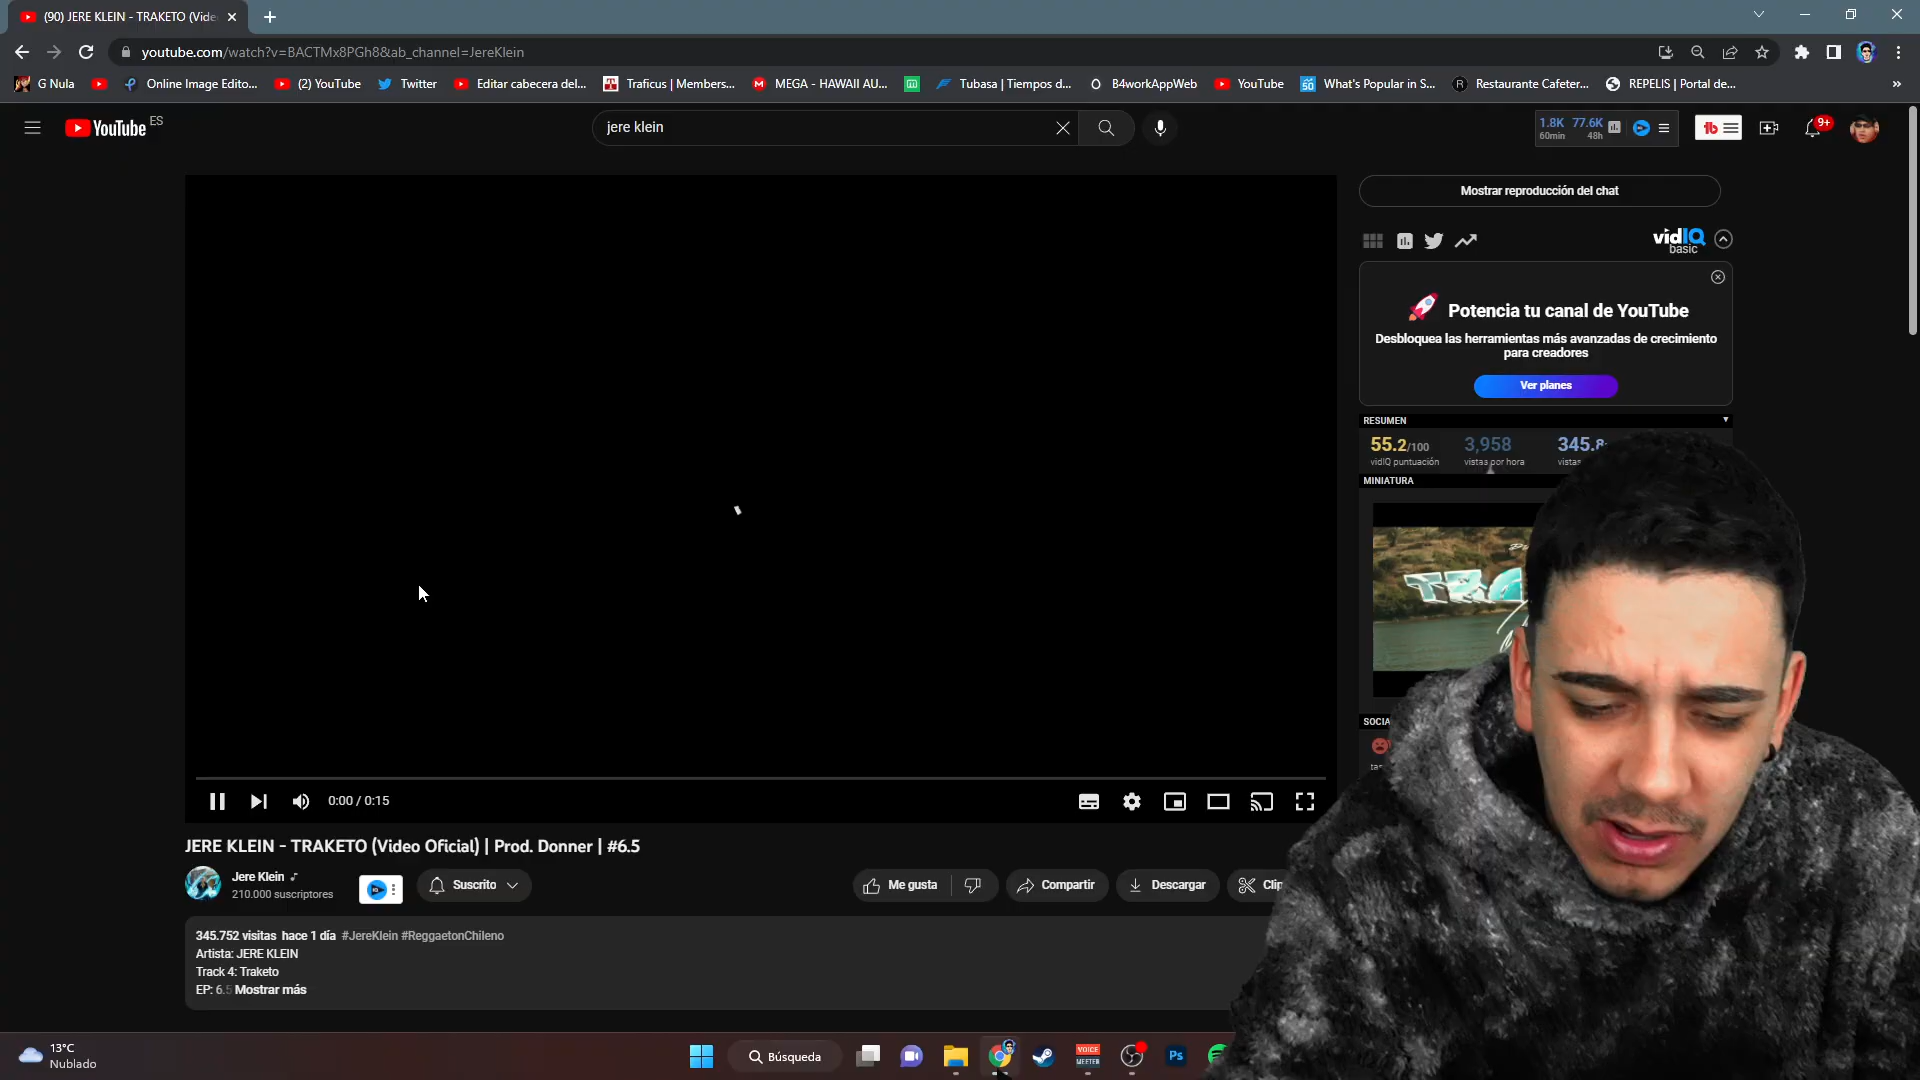 (90) JERE KLEIN - TRAKETO (Vide
youtube.com/watch?v=BACTMx8PGh8&ab_channel=JereKlein
G Nula
Online Image Edito...
(2) YouTube
Twitter
Editar cabecera del...
Traficus | Members...
MEGA - HAWAII AU...
Tubasa | Tiempos d...
B4workAppWeb
YouTube
What's Popular in S...
Restaurante Cafeter...
REPELIS | Portal de...
YouTube ES
jere klein
1.8K 77.6K
60min 48h
9+
Mostrar reproducción del chat
vidIQ
basic
Potencia tu canal de YouTube
Desbloquea las herramientas más avanzadas de crecimiento
para creadores
Ver planes
RESUMEN
55.2/100 3,958 345.8
vidIQ puntuación vistas por hora vistas
MINIATURA
SOCIA
0:00 / 0:15
JERE KLEIN - TRAKETO (Video Oficial) | Prod. Donner | #6.5
Jere Klein
210.000 suscriptores
Suscrito
Me gusta
Compartir
Descargar
Clip
345.752 visitas hace 1 día #JereKlein #ReggaetonChileno
Artista: JERE KLEIN
Track 4: Traketo
EP: 6.5 Mostrar más
13°C
Nublado
Búsqueda
VOICE
MEETER
Ps